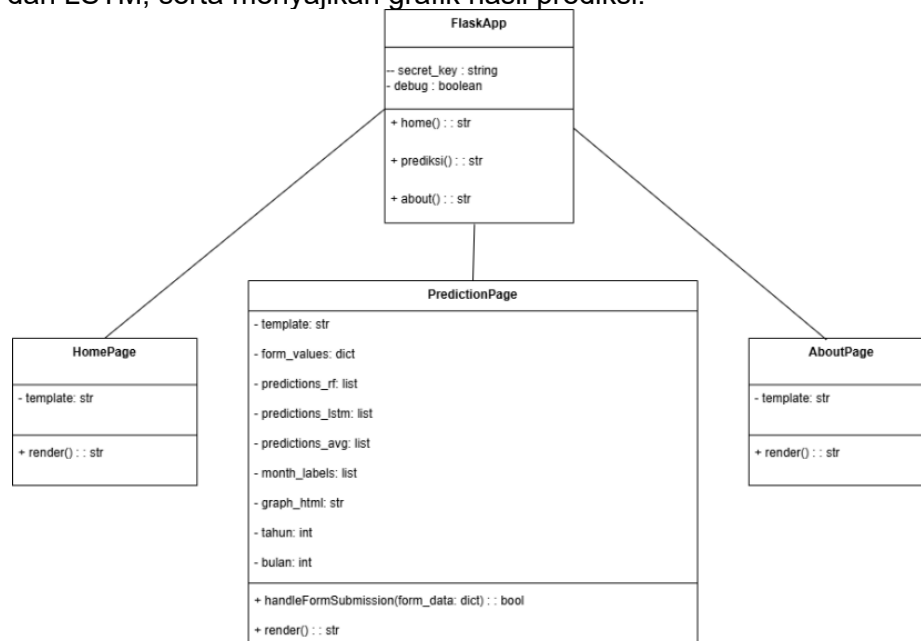 dan LSTM, serta menyajikan grafik hasil prediksi.
FlaskApp
-- secret_key : string
- debug : boolean
+ home() : : str
+ prediksi() : : str
+ about() : : str
PredictionPage
- template: str
- form_values: dict
- predictions_rf: list
- predictions_lstm: list
- predictions_avg: list
- month_labels: list
- graph_html: str
- tahun: int
- bulan: int
+ handleFormSubmission(form_data: dict) : : bool
+ render() : : str
HomePage
- template: str
+ render() : : str
AboutPage
- template: str
+ render() : : str